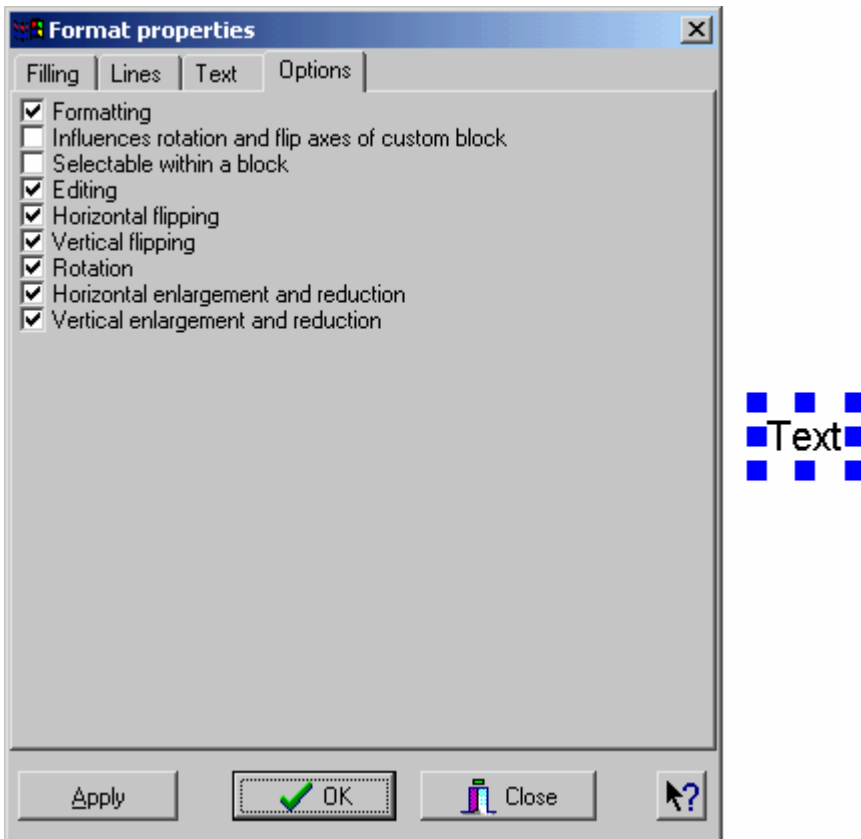 Format properties
Filling Lines Text Options
Formatting
Influences rotation and flip axes of custom block
Selectable within a block
Editing
Horizontal flipping
Vertical flipping
Rotation
Horizontal enlargement and reduction
Vertical enlargement and reduction
Text
Apply OK Close ?